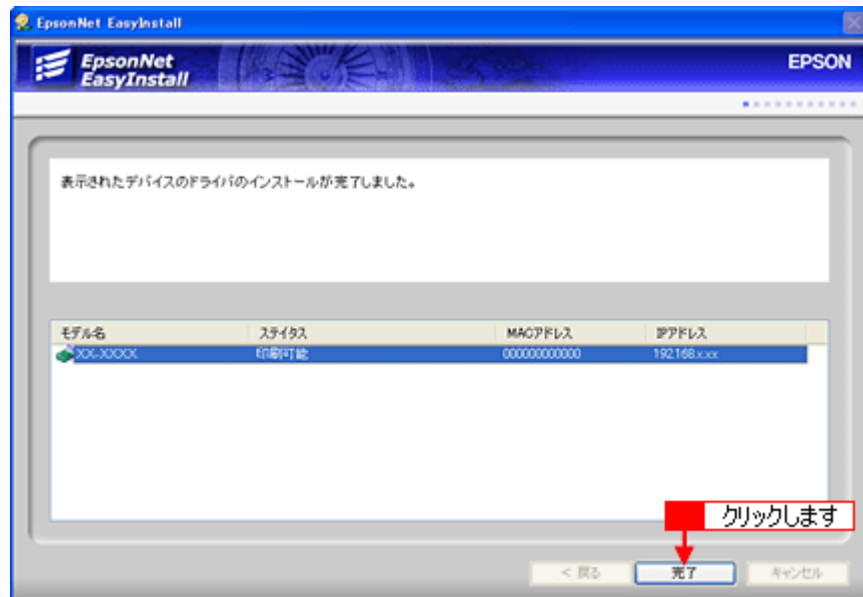 EpsonNet EasyInstall
EpsonNet
EasyInstall
EPSON
表示されたデバイスのドライバのインストールが完了しました。
モデル名 ステイタス MACアドレス IPアドレス
XX-XXXX 印刷可能 000000000000 192.168.x.xx
クリックします
< 戻る 完了 キャンセル